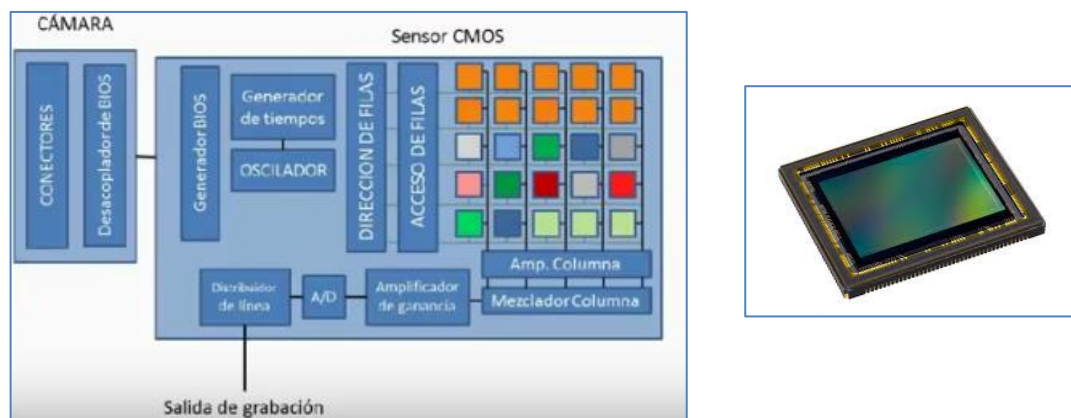 CÁMARA
Sensor CMOS
CONECTORES
Desacoplador de BIOS
Generador BIOS
Generador
de tiempos
OSCILADOR
DIRECCION DE FILAS
ACCESO DE FILAS
Amp. Columna
Mezclador Columna
Distribuidor
de línea
A/D
Amplificador
de ganancia
Salida de grabación